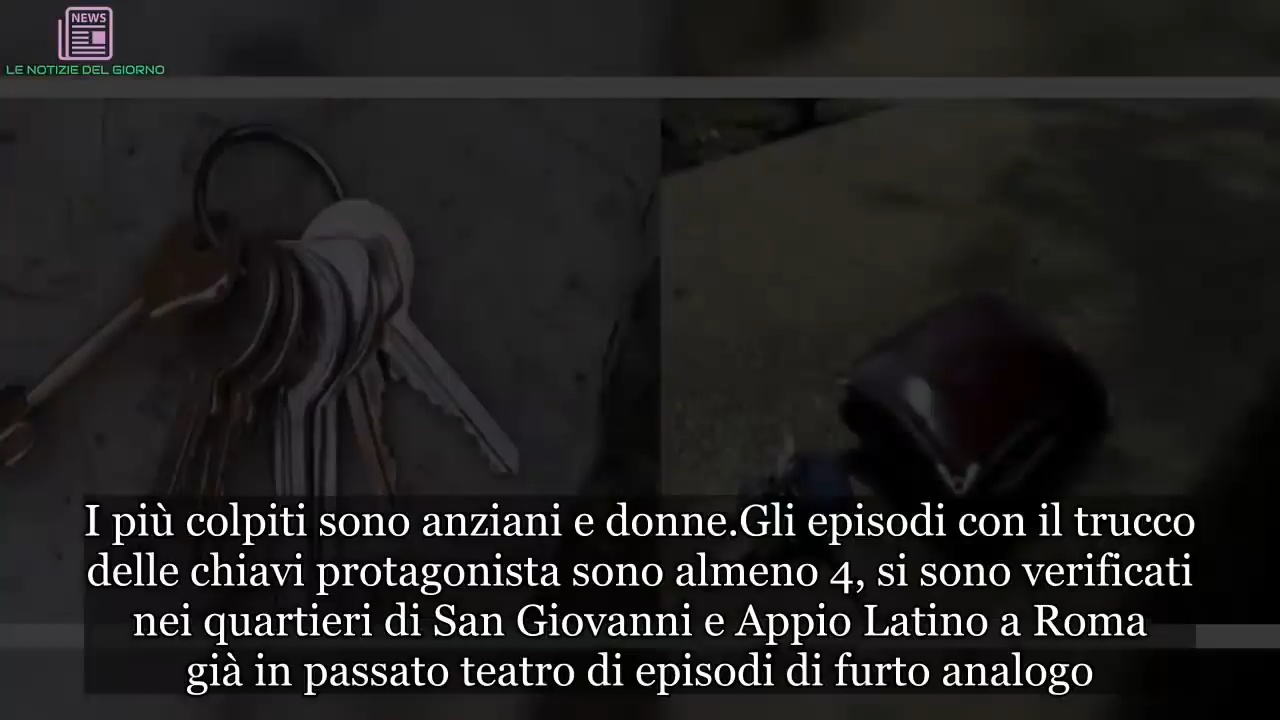 NEWS
LE NOTIZIE DEL GIORNO
I più colpiti sono anziani e donne.Gli episodi con il trucco
delle chiavi protagonista sono almeno 4, si sono verificati
nei quartieri di San Giovanni e Appio Latino a Roma
già in passato teatro di episodi di furto analogo